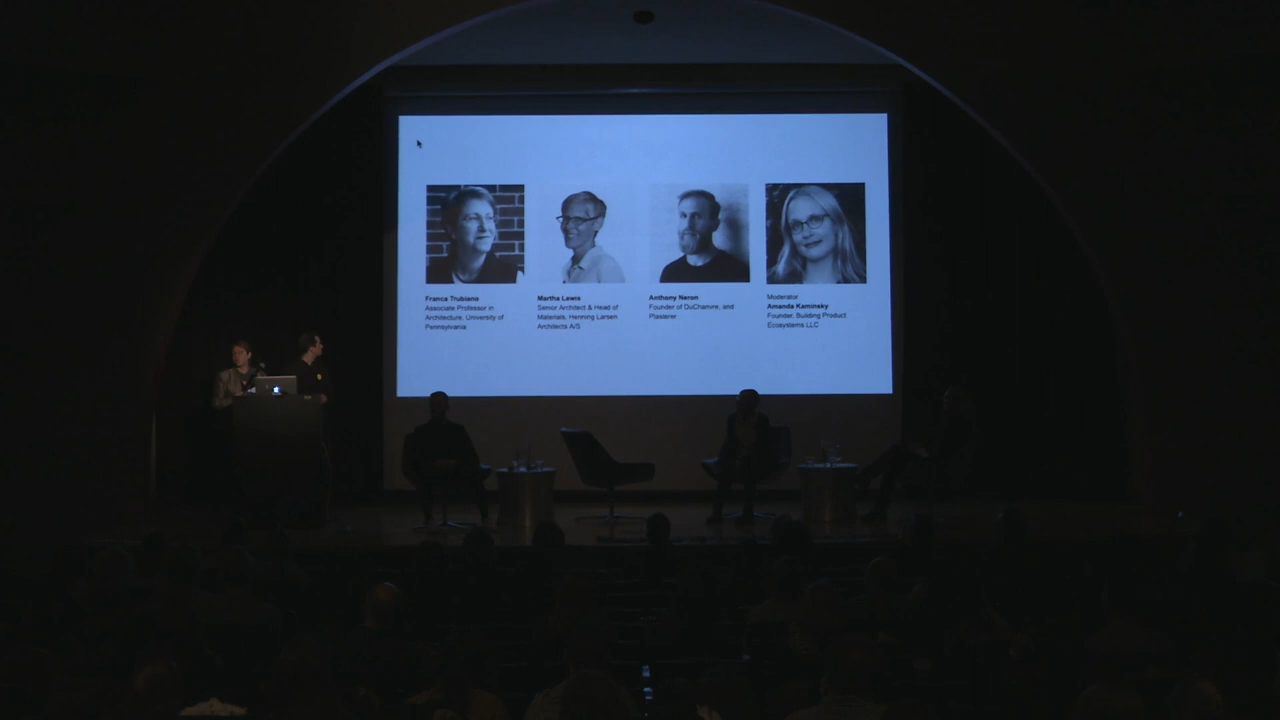 Franca Trubiano
Associate Professor in
Architecture, University of
Pennsylvania
Martha Lewis
Senior Architect & Head of
Materials, Henning Larsen
Architects A/S
Anthony Neron
Founder of DuChanvre, and
Plasterer
Moderator
Amanda Kaminsky
Founder, Building Product
Ecosystems LLC